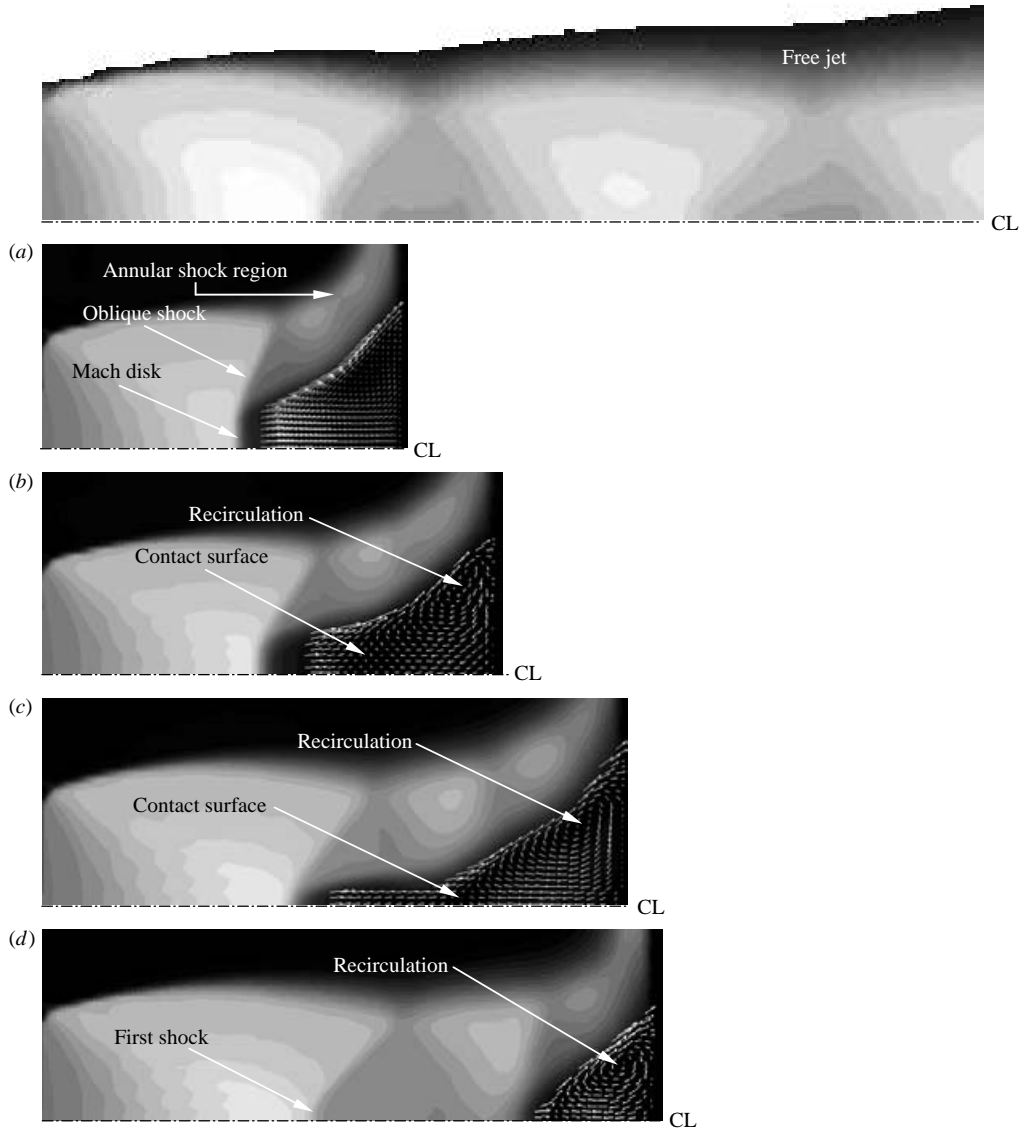 Free jet
CL
(a)
Annular shock region
Oblique shock
Mach disk
CL
(b)
Recirculation
Contact surface
CL
(c)
Recirculation
Contact surface
CL
(d)
Recirculation
First shock
CL